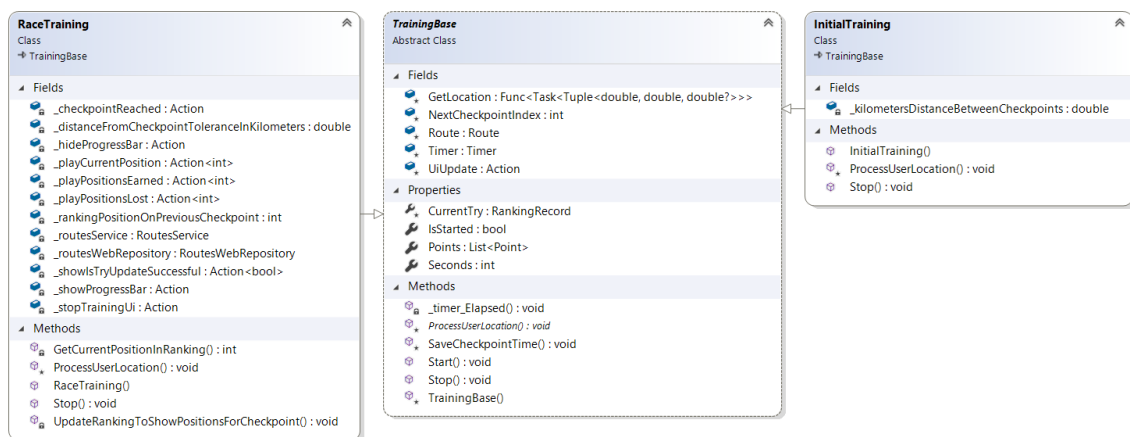 RaceTraining
Class
TrainingBase
Fields
_checkpointReached : Action
_distanceFromCheckpointToleranceInKilometers : double
_hideProgressBar : Action
_playCurrentPosition : Action<int>
_playPositionsEarned : Action<int>
_playPositionsLost : Action<int>
_rankingPositionOnPreviousCheckpoint : int
_routesService : RoutesService
_routesWebRepository : RoutesWebRepository
_showIsTryUpdateSuccessful : Action<bool>
_showProgressBar : Action
_stopTrainingUi : Action
Methods
GetCurrentPositionInRanking() : int
ProcessUserLocation() : void
RaceTraining()
Stop() : void
UpdateRankingToShowPositionsForCheckpoint() : void
TrainingBase
Abstract Class
Fields
GetLocation : Func<Task<Tuple<double, double, double?>>>
NextCheckpointIndex : int
Route : Route
Timer : Timer
UiUpdate : Action
Properties
CurrentTry : RankingRecord
IsStarted : bool
Points : List<Point>
Seconds : int
Methods
_timer_Elapsed() : void
ProcessUserLocation() : void
SaveCheckpointTime() : void
Start() : void
Stop() : void
TrainingBase()
InitialTraining
Class
TrainingBase
Fields
_kilometersDistanceBetweenCheckpoints : double
Methods
InitialTraining()
ProcessUserLocation() : void
Stop() : void